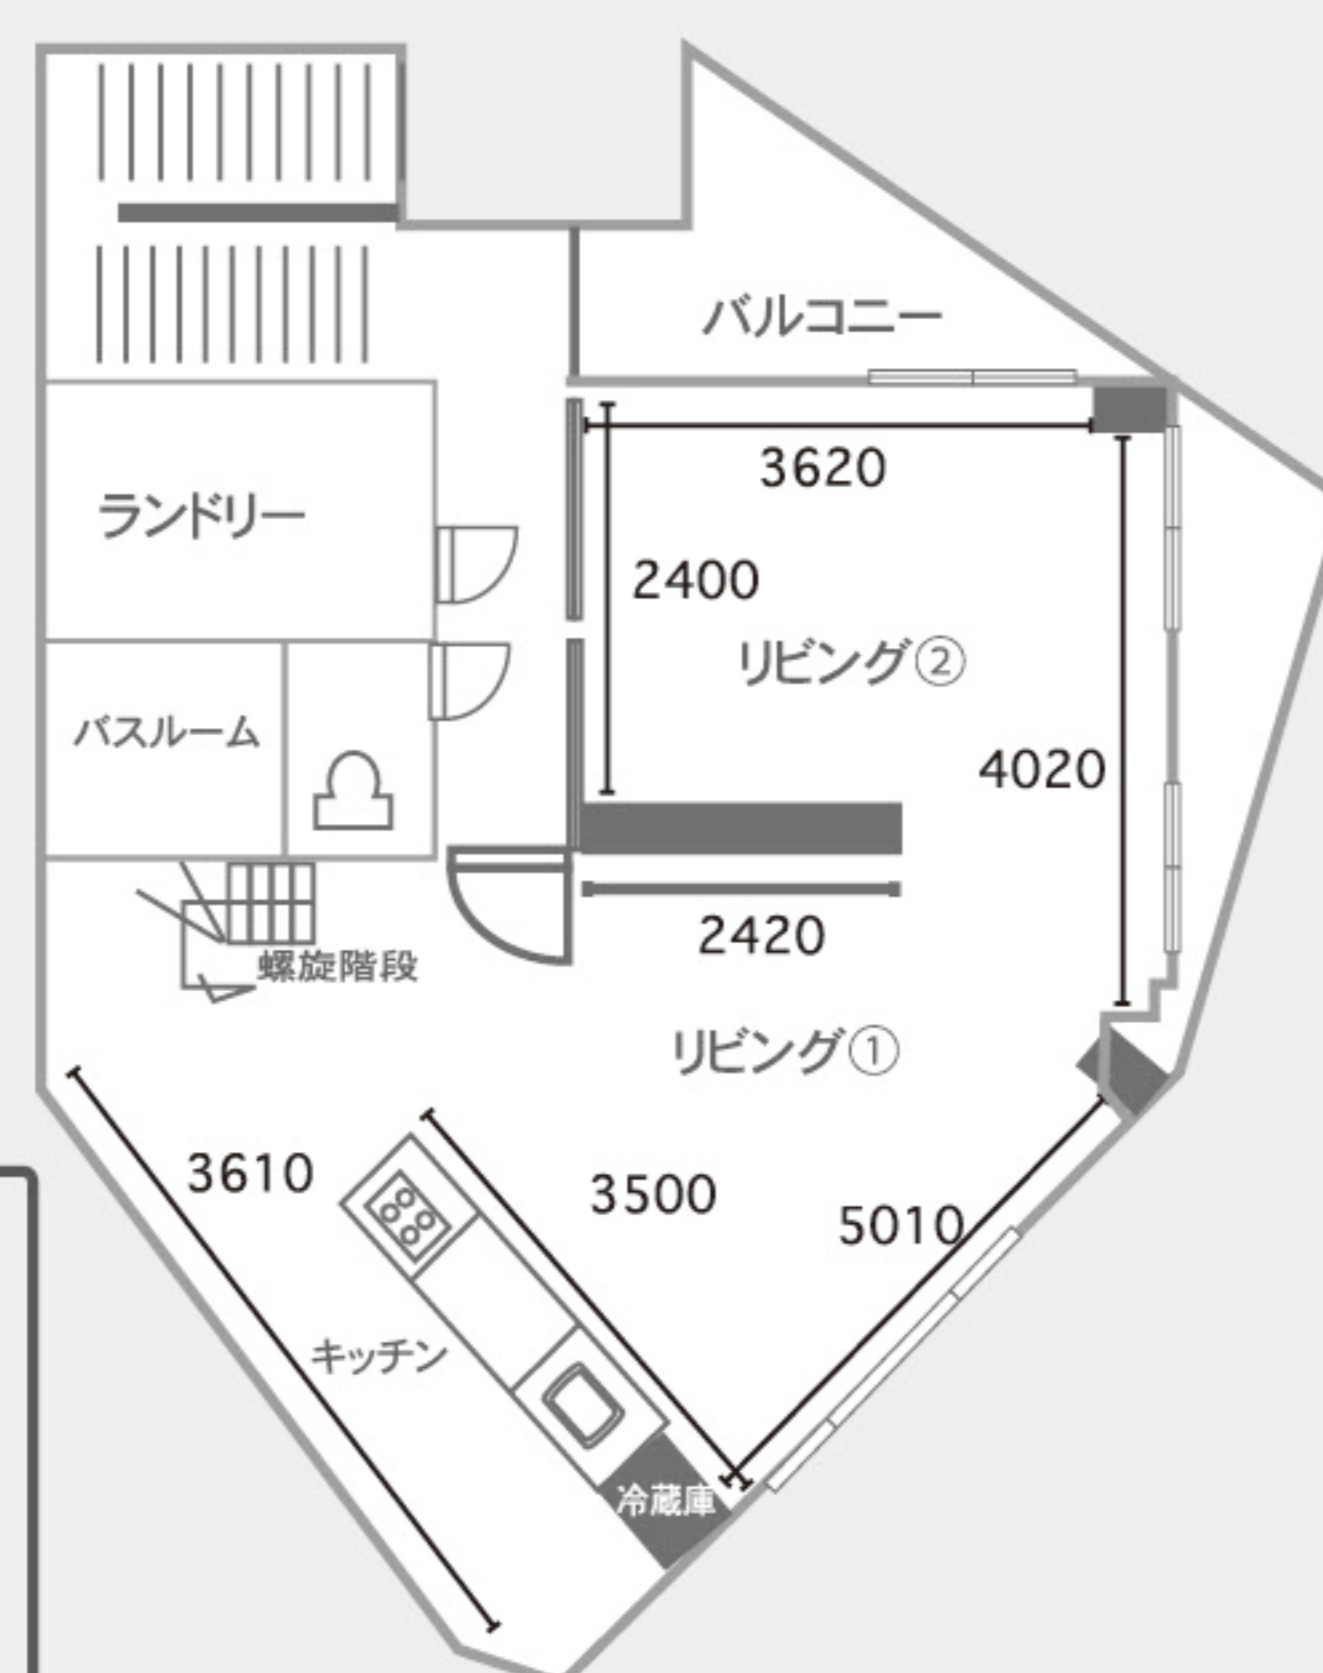 バルコニー
3620
ランドリー
2400
リビング②
バスルーム
4020
2420
螺旋階段
リビング①
3610
3500
5010
キッチン
冷蔵庫